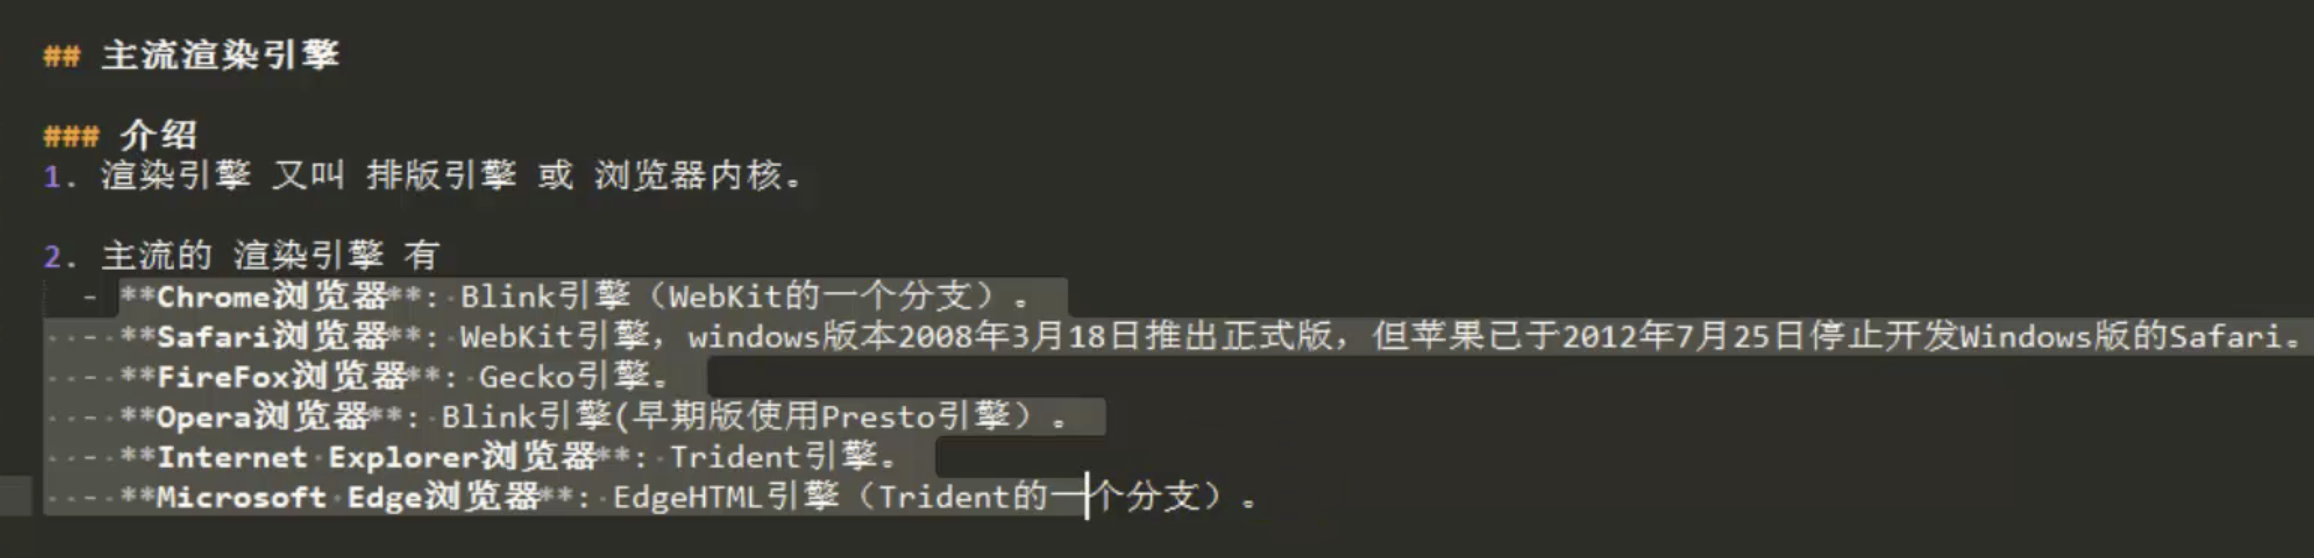 ## 主流渲染引擎
### 介绍
1. 渲染引擎 又叫 排版引擎 或 浏览器内核。
2. 主流的 渲染引擎 有
- **Chrome浏览器**: Blink引擎（WebKit的一个分支）。
- **Safari浏览器**: WebKit引擎，windows版本2008年3月18日推出正式版，但苹果已于2012年7月25日停止开发Windows版的Safari。
- **FireFox浏览器**: Gecko引擎。
- **Opera浏览器**: Blink引擎(早期版使用Presto引擎）。
- **Internet Explorer浏览器**: Trident引擎。
- **Microsoft Edge浏览器**: EdgeHTML引擎（Trident的一个分支）。